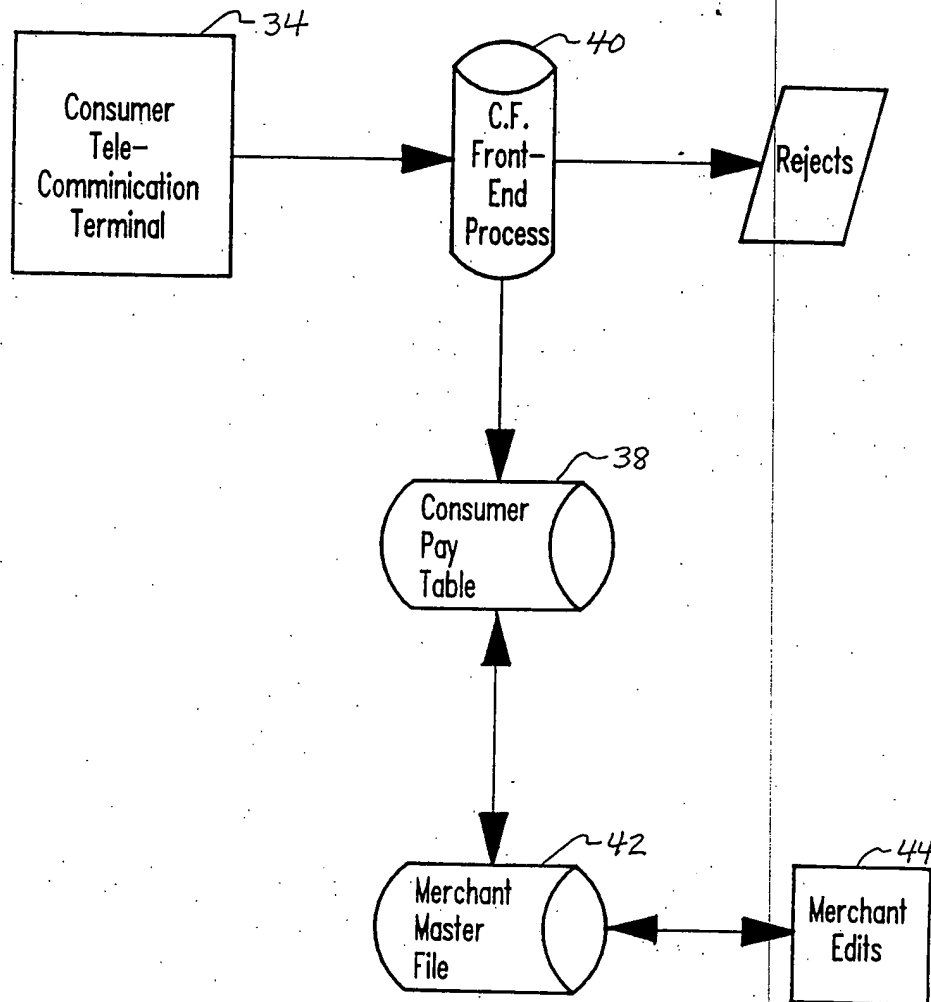 34
Consumer
Tele-
Comminication
Terminal
40
C.F.
Front-
End
Process
Rejects
38
Consumer
Pay
Table
42
Merchant
Master
File
44
Merchant
Edits